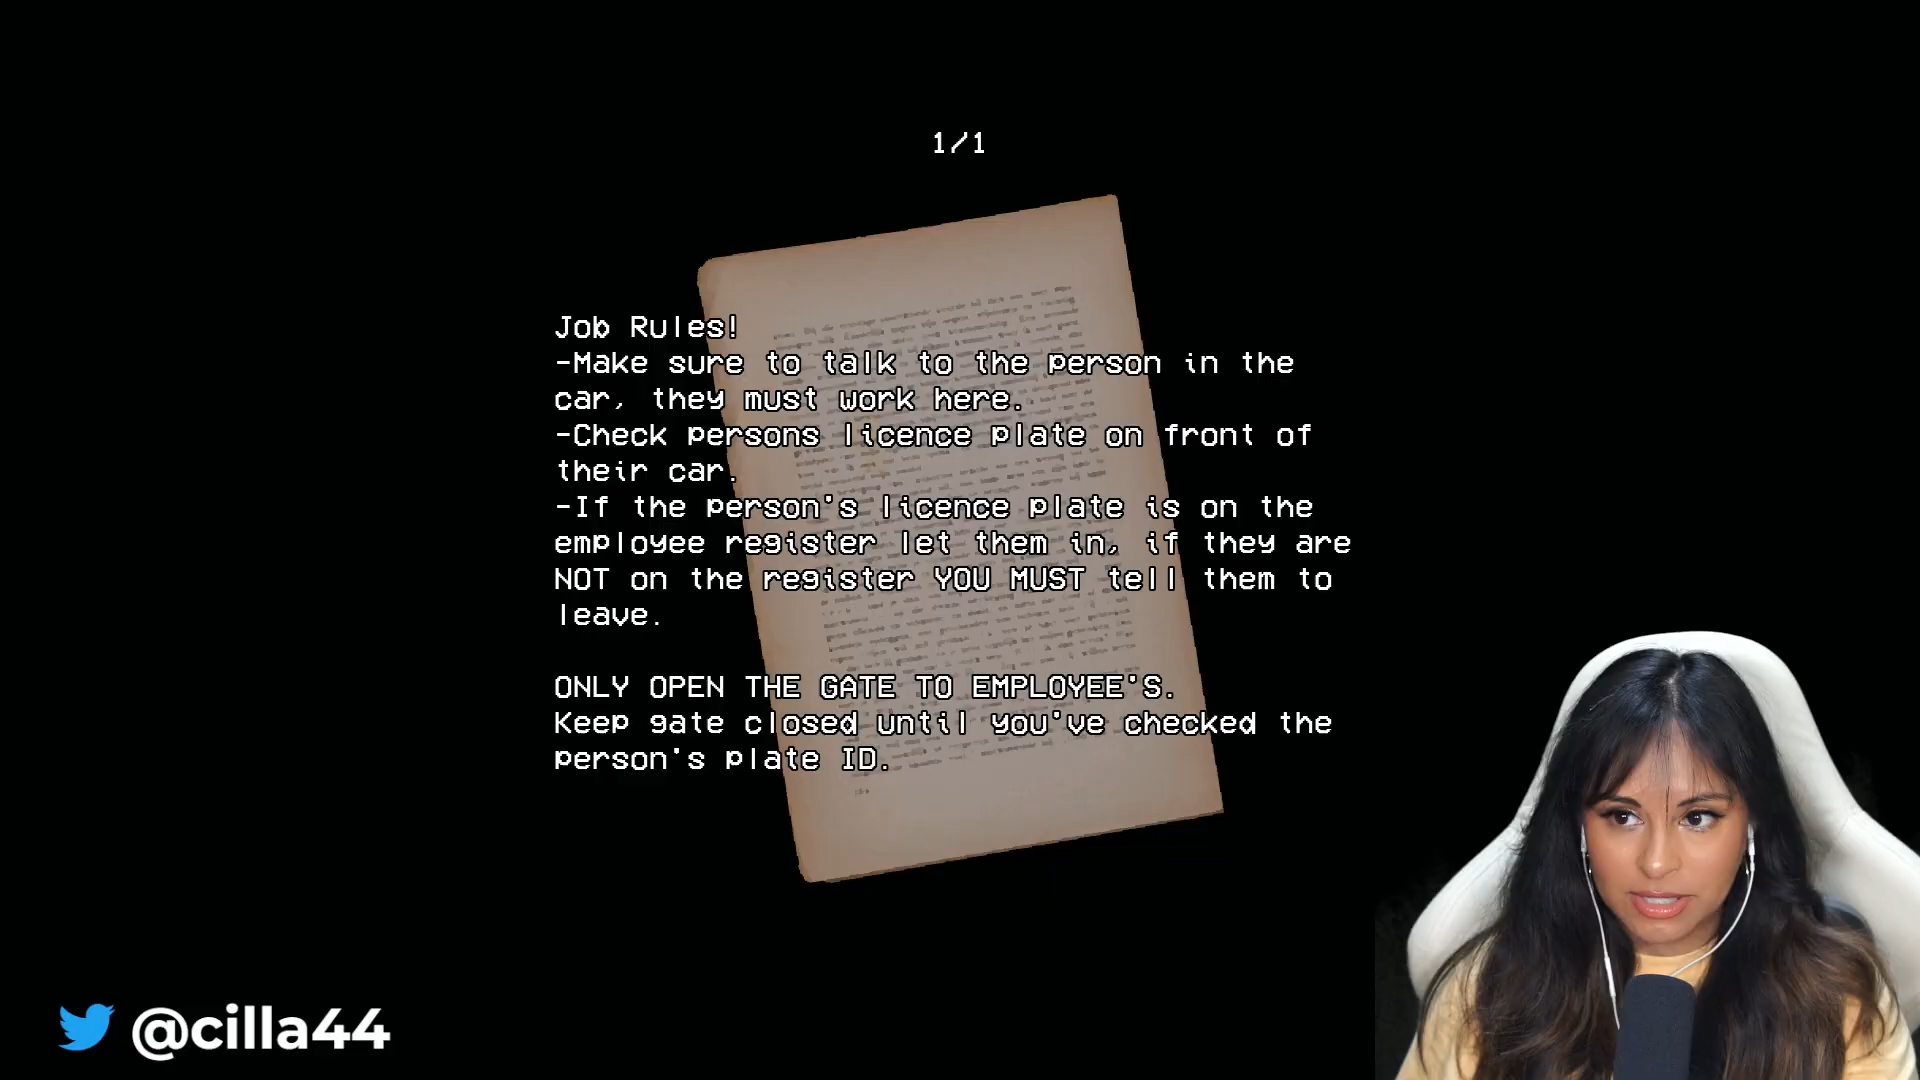 1/1
Job Rules!
-Make sure to talk to the person in the
car, they must work here.
-Check persons licence plate on front of
their car.
-If the person's licence plate is on the
employee register let them in, if they are
NOT on the register YOU MUST tell them to
leave.
ONLY OPEN THE GATE TO EMPLOYEE'S.
Keep gate closed until you've checked the
person's plate ID.
@cilla44